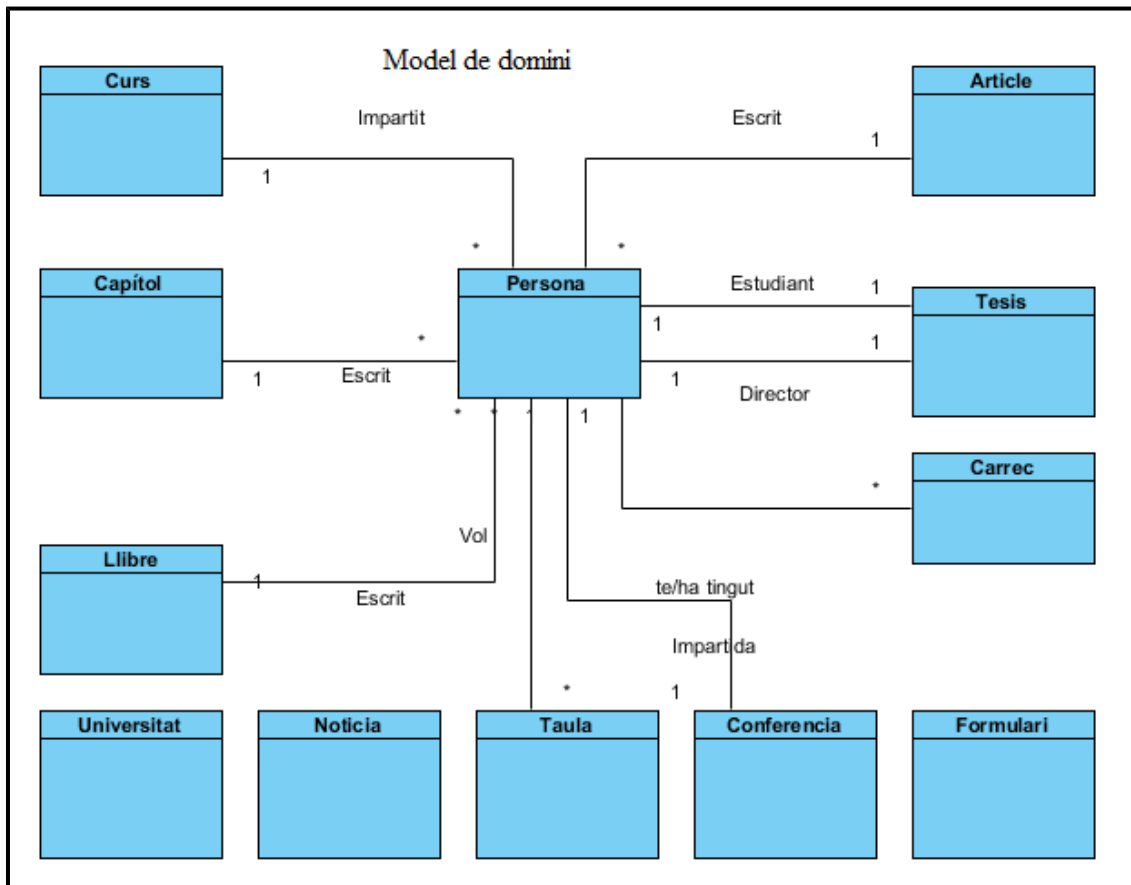 Model de domini
Curs
Article
Impartit
Escrit
1
1
*
*
Capítol
Persona
Estudiant
1
Tesis
1
*
1
1
Escrit
1
Director
*
*
1
1
Carrec
*
Vol
Llibre
1
Escrit
te/ha tingut
Impartida
*
1
Universitat
Noticia
Taula
Conferencia
Formulari